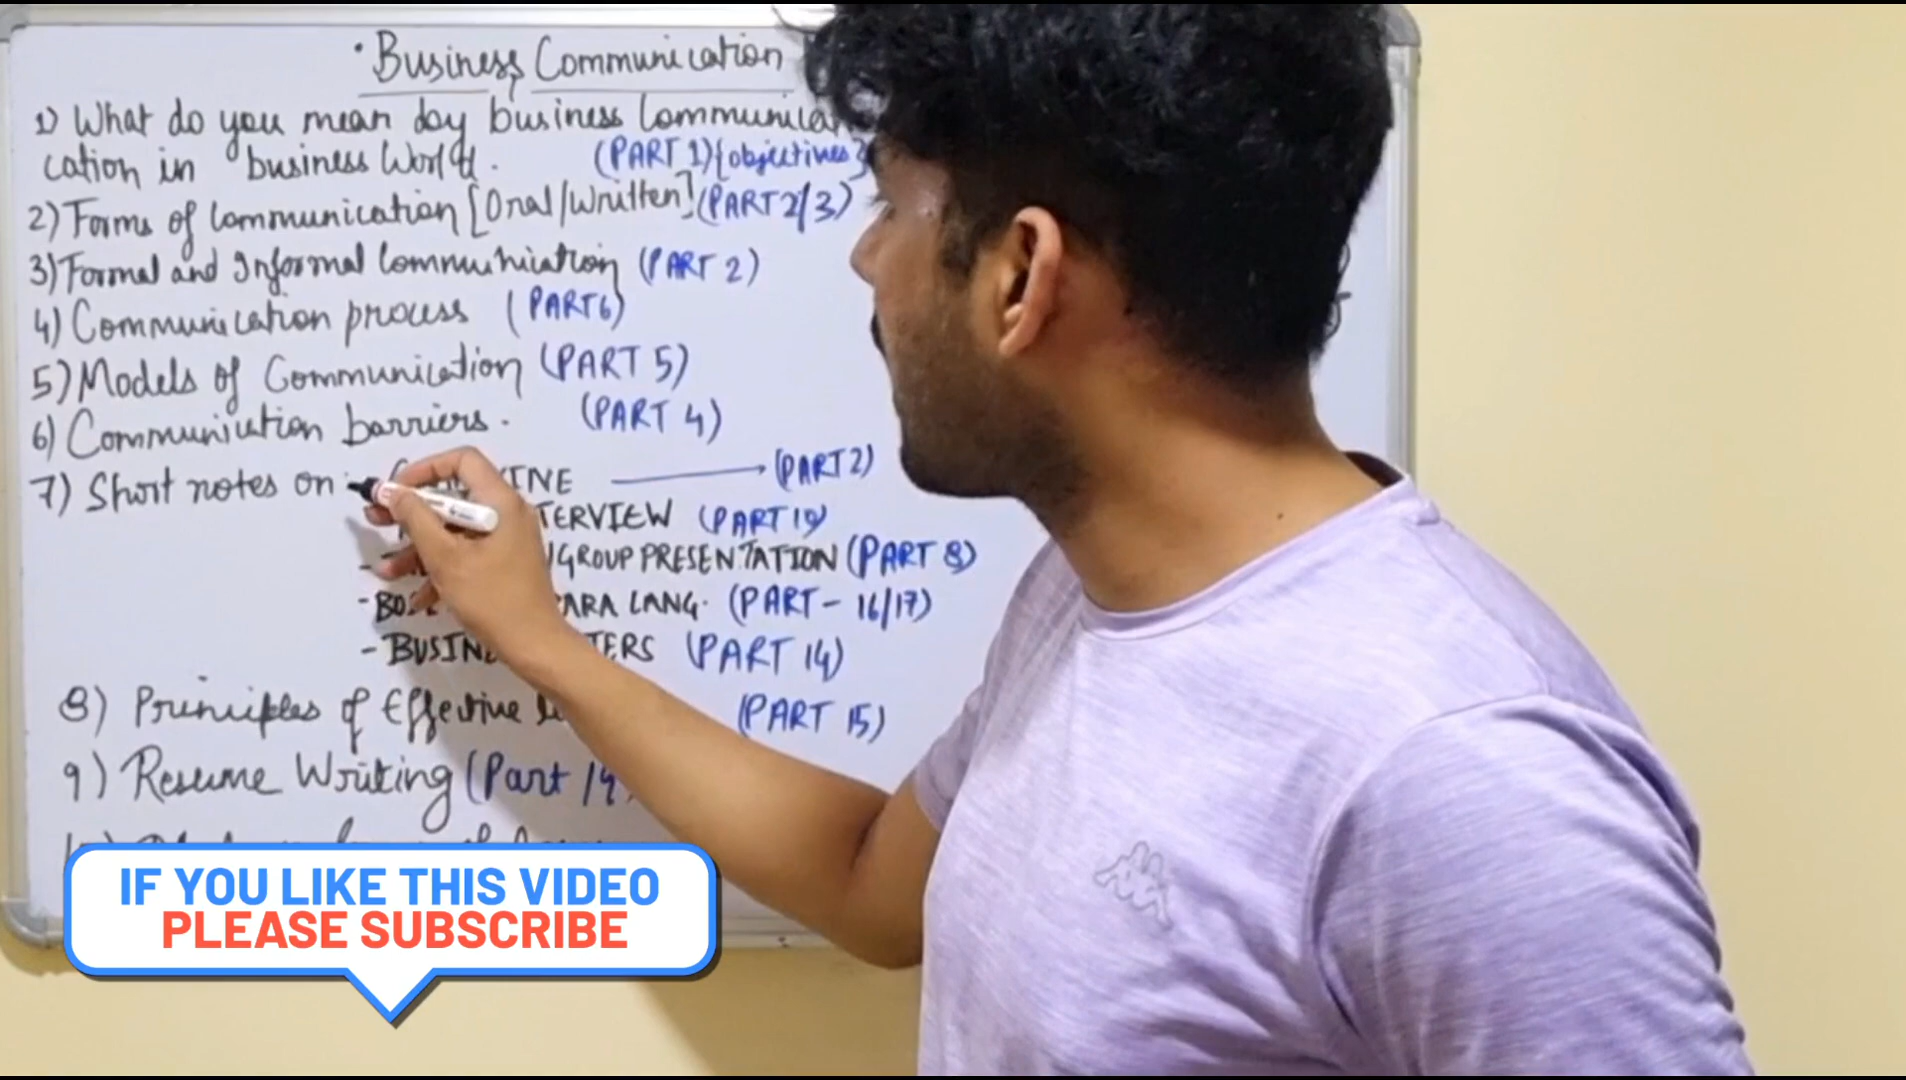 · Business Communication
1) What do you mean by business Communica
cation in business World. (PART 1) {objectives}
2) Forms of Communication [Oral/Written] (PART 2/3)
3) Formal and Informal Communication (PART 2)
4) Communication process (PART 6)
5) Models of Communication (PART 5)
6) Communication barriers. (PART 4)
7) Short notes on - INE → (PART 2)
TERVIEW (PART 19)
- GROUP PRESENTATION (PART 8)
- BO PARA LANG. (PART - 16/17)
- BUSINE TERS (PART 14)
8) Principles of Effective (PART 15)
9) Resume Writing (Part 14)
IF YOU LIKE THIS VIDEO
PLEASE SUBSCRIBE